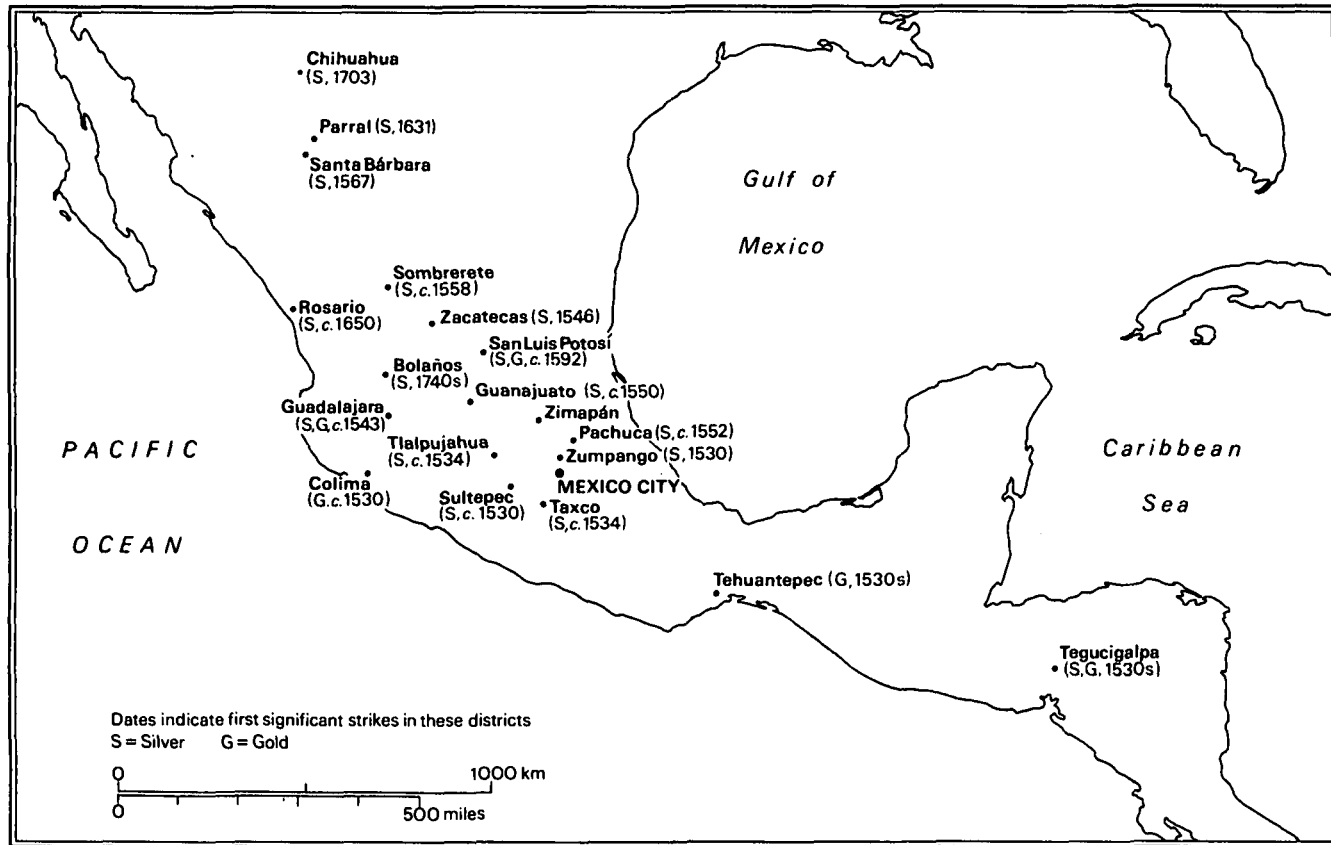 Chihuahua
(S, 1703)
Parral (S, 1631)
Santa Bárbara
(S, 1567)
Gulf of
Mexico
Sombrerete
(S, c. 1558)
Rosario
(S, c. 1650)
Zacatecas (S, 1546)
San Luis Potosí
(S, G, c. 1592)
Bolaños
(S, 1740s)
Guanajuato (S, c. 1550)
Guadalajara
(S, G, c. 1543)
Zimapán
Pachuca (S, c. 1552)
Tlalpujahua
(S, c. 1534)
Zumpango (S, 1530)
PACIFIC
OCEAN
Caribbean
Sea
Colima
(G. c. 1530)
Sultepec
(S, c. 1530)
MEXICO CITY
Taxco
(S, c. 1534)
Tehuantepec (G, 1530s)
Tegucigalpa
(S, G, 1530s)
Dates indicate first significant strikes in these districts
S = Silver G = Gold
0 1000 km
0 500 miles